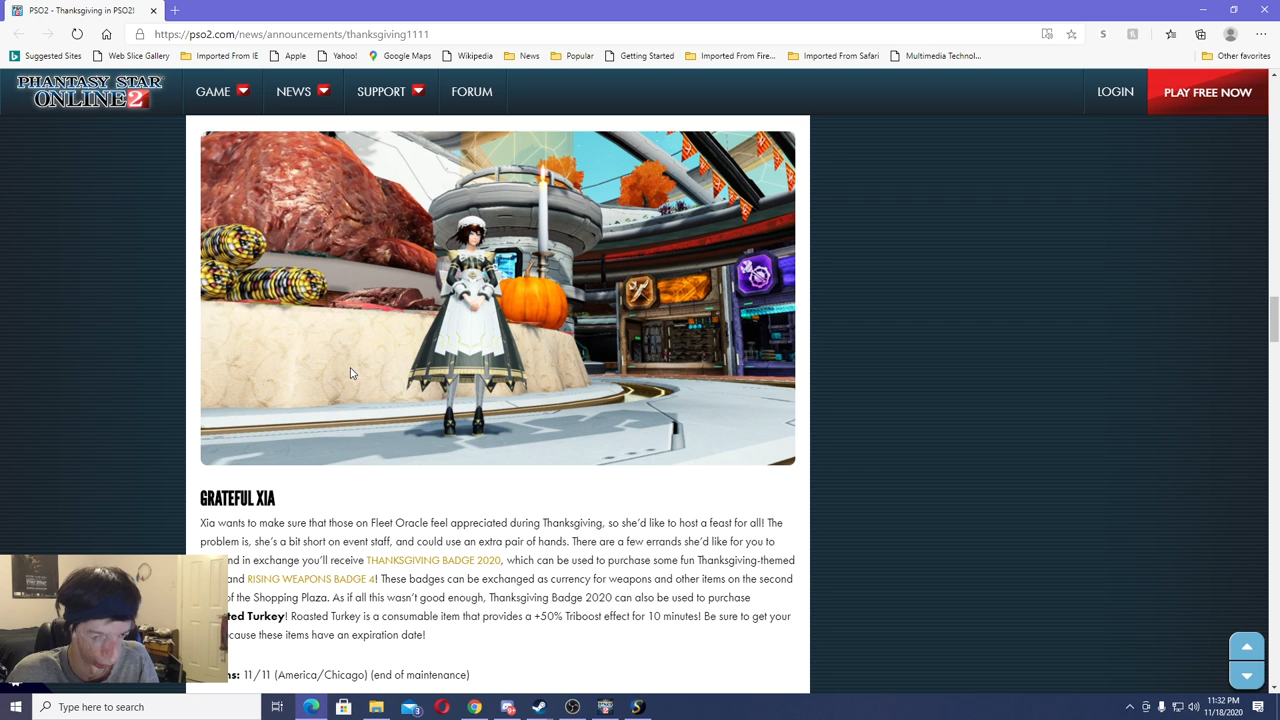 PSO2 - Thanksgiving in PSO2!
https://pso2.com/news/announcements/thanksgiving1111
Suggested Sites Web Slice Gallery Imported From IE Apple Yahoo! Google Maps Wikipedia News Popular Getting Started Imported From Fire... Imported From Safari Multimedia Technol... Other favorites
PHANTASY STAR
ONLINE 2
GAME NEWS SUPPORT FORUM LOGIN PLAY FREE NOW
GRATEFUL XIA
Xia wants to make sure that those on Fleet Oracle feel appreciated during Thanksgiving, so she'd like to host a feast for all! The
problem is, she's a bit short on event staff, and could use an extra pair of hands. There are a few errands she'd like for you to
nd in exchange you'll receive THANKSGIVING BADGE 2020, which can be used to purchase some fun Thanksgiving-themed
and RISING WEAPONS BADGE 4! These badges can be exchanged as currency for weapons and other items on the second
of the Shopping Plaza. As if all this wasn't good enough, Thanksgiving Badge 2020 can also be used to purchase
ted Turkey! Roasted Turkey is a consumable item that provides a +50% Triboost effect for 10 minutes! Be sure to get your
cause these items have an expiration date!
ns: 11/11 (America/Chicago) (end of maintenance)
Type here to search
11:32 PM
11/18/2020